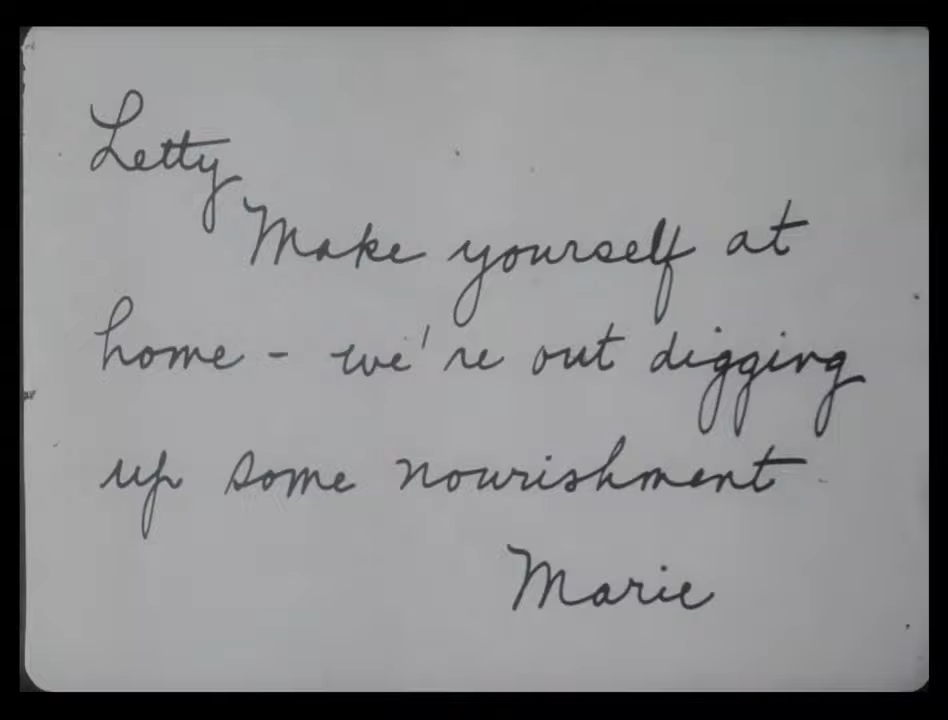 Letty
Make yourself at
home - we're out digging
up some nourishment
Marie